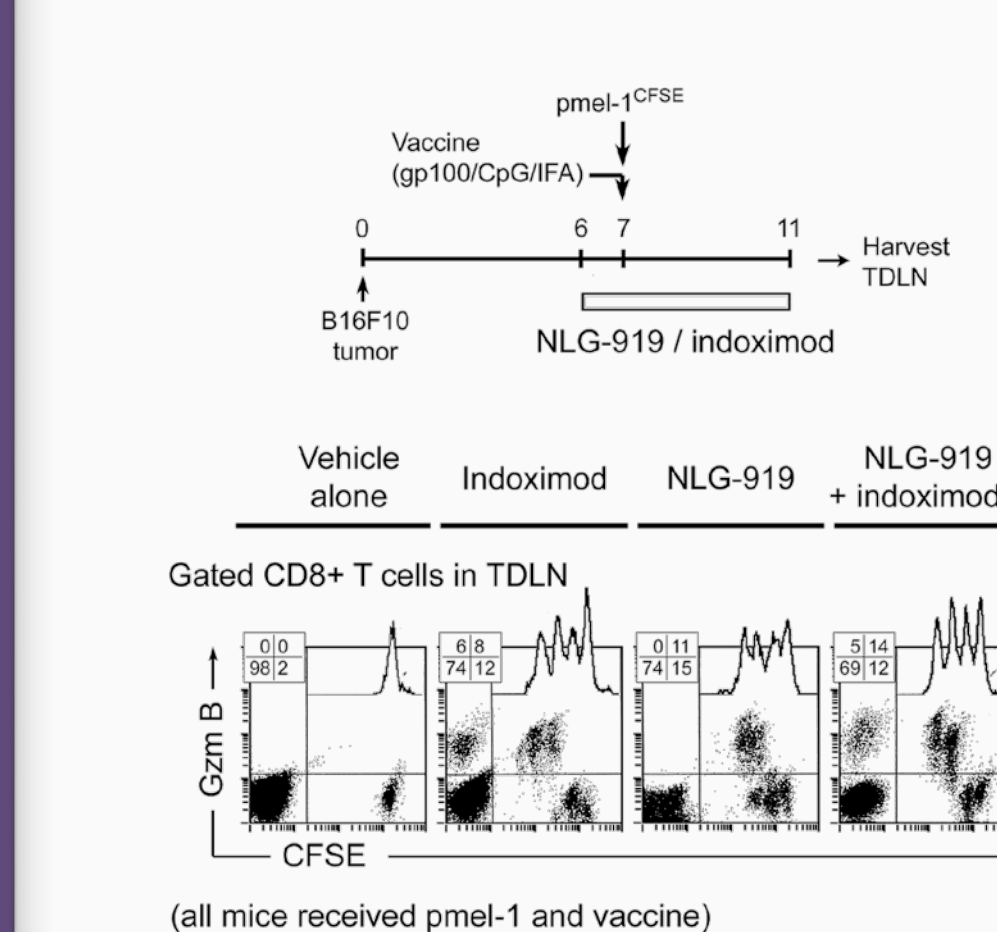 pmel-1CFSE
Vaccine
(gp100/CpG/IFA)
0 6 7 11
Harvest
TDLN
B16F10
tumor
NLG-919 / indoximod
Vehicle
alone
Indoximod
NLG-919
NLG-919
+ indoximod
Gated CD8+ T cells in TDLN
0 0
98 2
6 8
74 12
0 11
74 15
5 14
69 12
Gzm B
CFSE
(all mice received pmel-1 and vaccine)